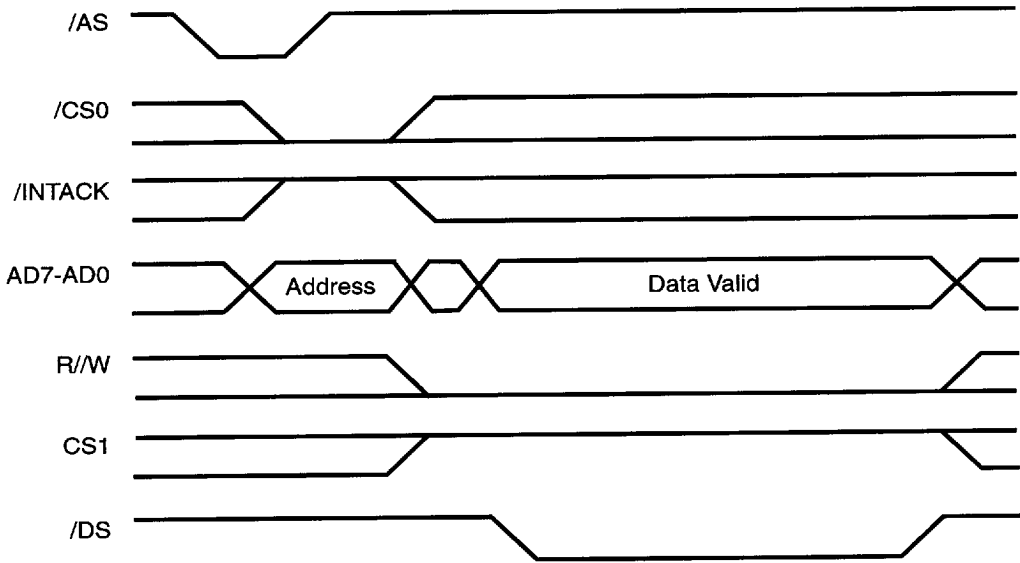 /AS
/CS0
/INTACK
AD7-AD0
Address
Data Valid
R//W
CS1
/DS